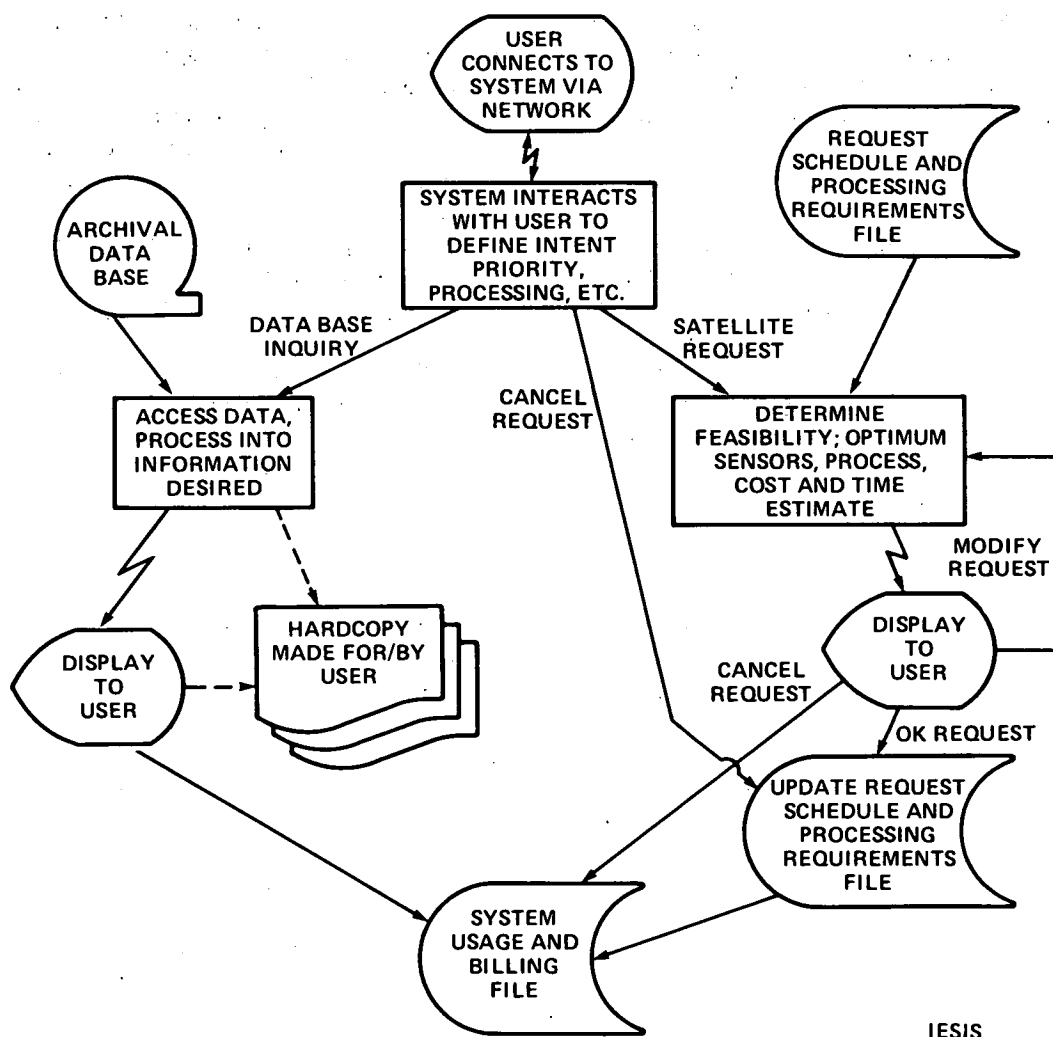 USER
CONNECTS TO
SYSTEM VIA
NETWORK
REQUEST
SCHEDULE AND
PROCESSING
REQUIREMENTS
FILE
SYSTEM INTERACTS
WITH USER TO
DEFINE INTENT
PRIORITY,
PROCESSING, ETC.
ARCHIVAL
DATA
BASE
DATA BASE
INQUIRY
CANCEL
REQUEST
SATELLITE
REQUEST
ACCESS DATA,
PROCESS INTO
INFORMATION
DESIRED
DETERMINE
FEASIBILITY; OPTIMUM
SENSORS, PROCESS,
COST AND TIME
ESTIMATE
MODIFY
REQUEST
DISPLAY
TO
USER
HARDCOPY
MADE FOR/BY
USER
DISPLAY
TO
USER
CANCEL
REQUEST
OK REQUEST
UPDATE REQUEST
SCHEDULE AND
PROCESSING
REQUIREMENTS
FILE
SYSTEM
USAGE AND
BILLING
FILE
IESIS